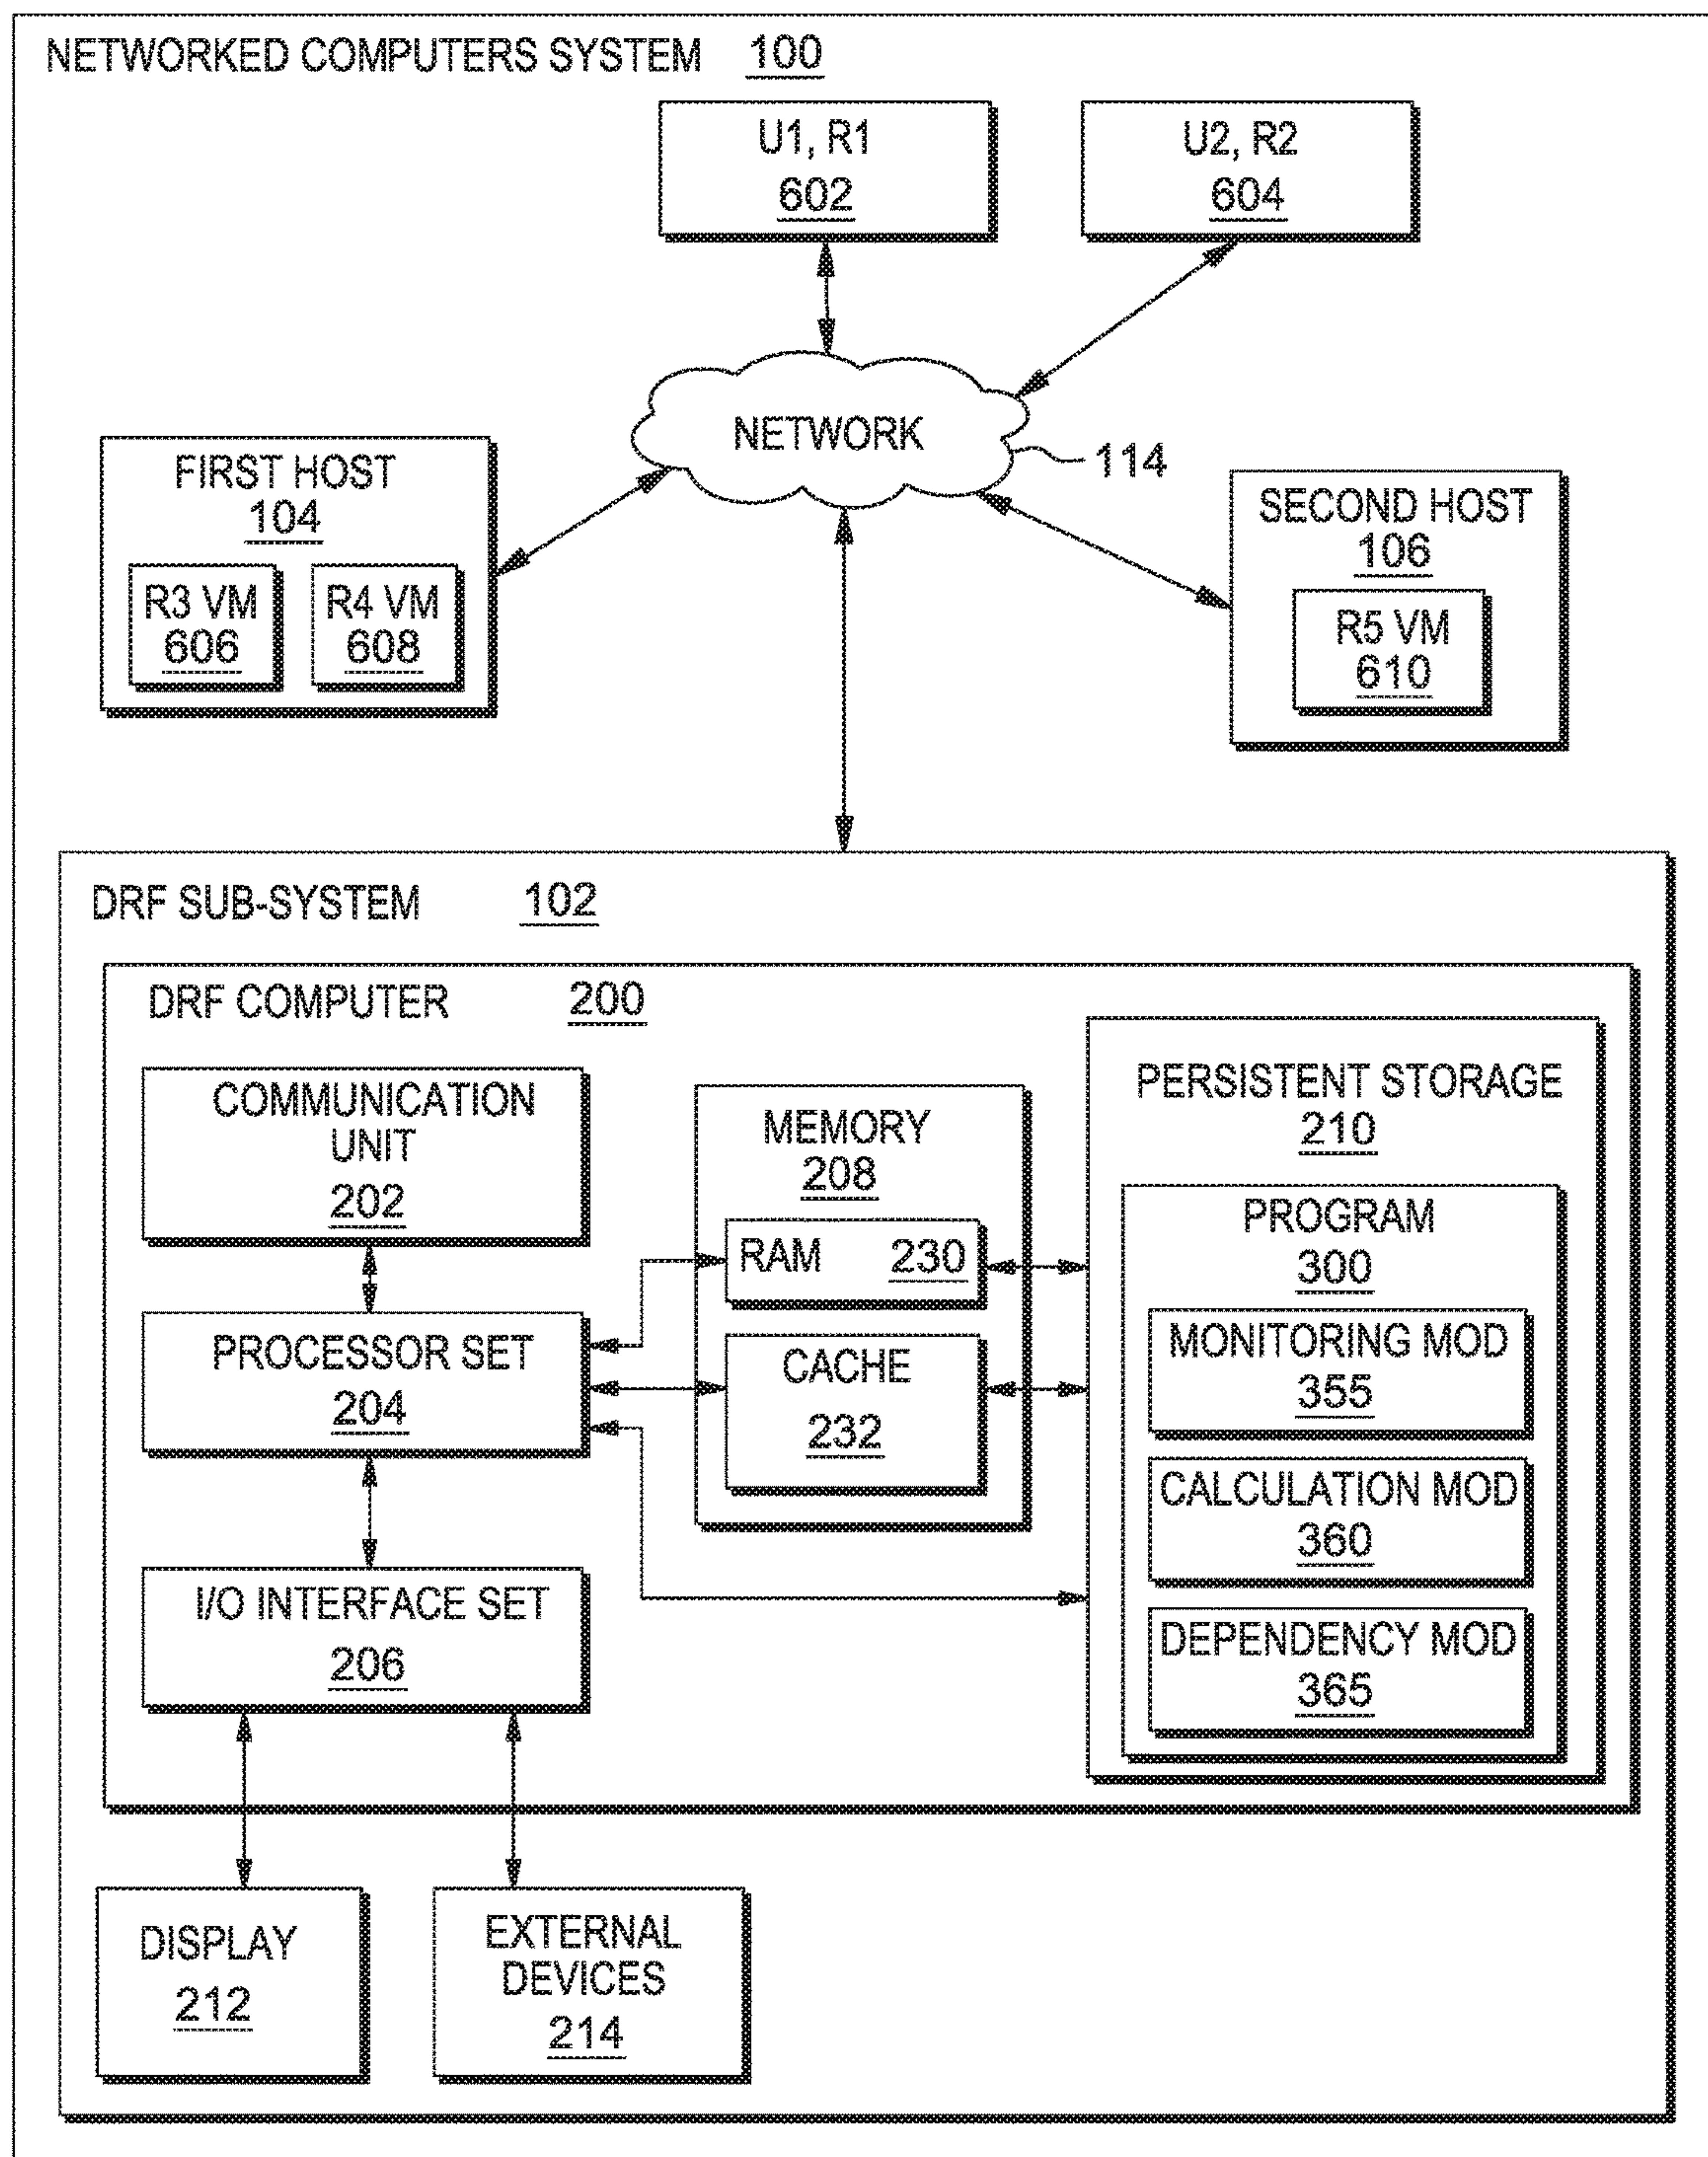 NETWORKED COMPUTERS SYSTEM 100
U1, R1
602
U2, R2
604
NETWORK
114
FIRST HOST
104
R3 VM
606
R4 VM
608
SECOND HOST
106
R5 VM
610
DRF SUB-SYSTEM 102
DRF COMPUTER 200
COMMUNICATION
UNIT
202
PROCESSOR SET
204
I/O INTERFACE SET
206
MEMORY
208
RAM 230
CACHE
232
PERSISTENT STORAGE
210
PROGRAM
300
MONITORING MOD
355
CALCULATION MOD
360
DEPENDENCY MOD
365
DISPLAY
212
EXTERNAL
DEVICES
214